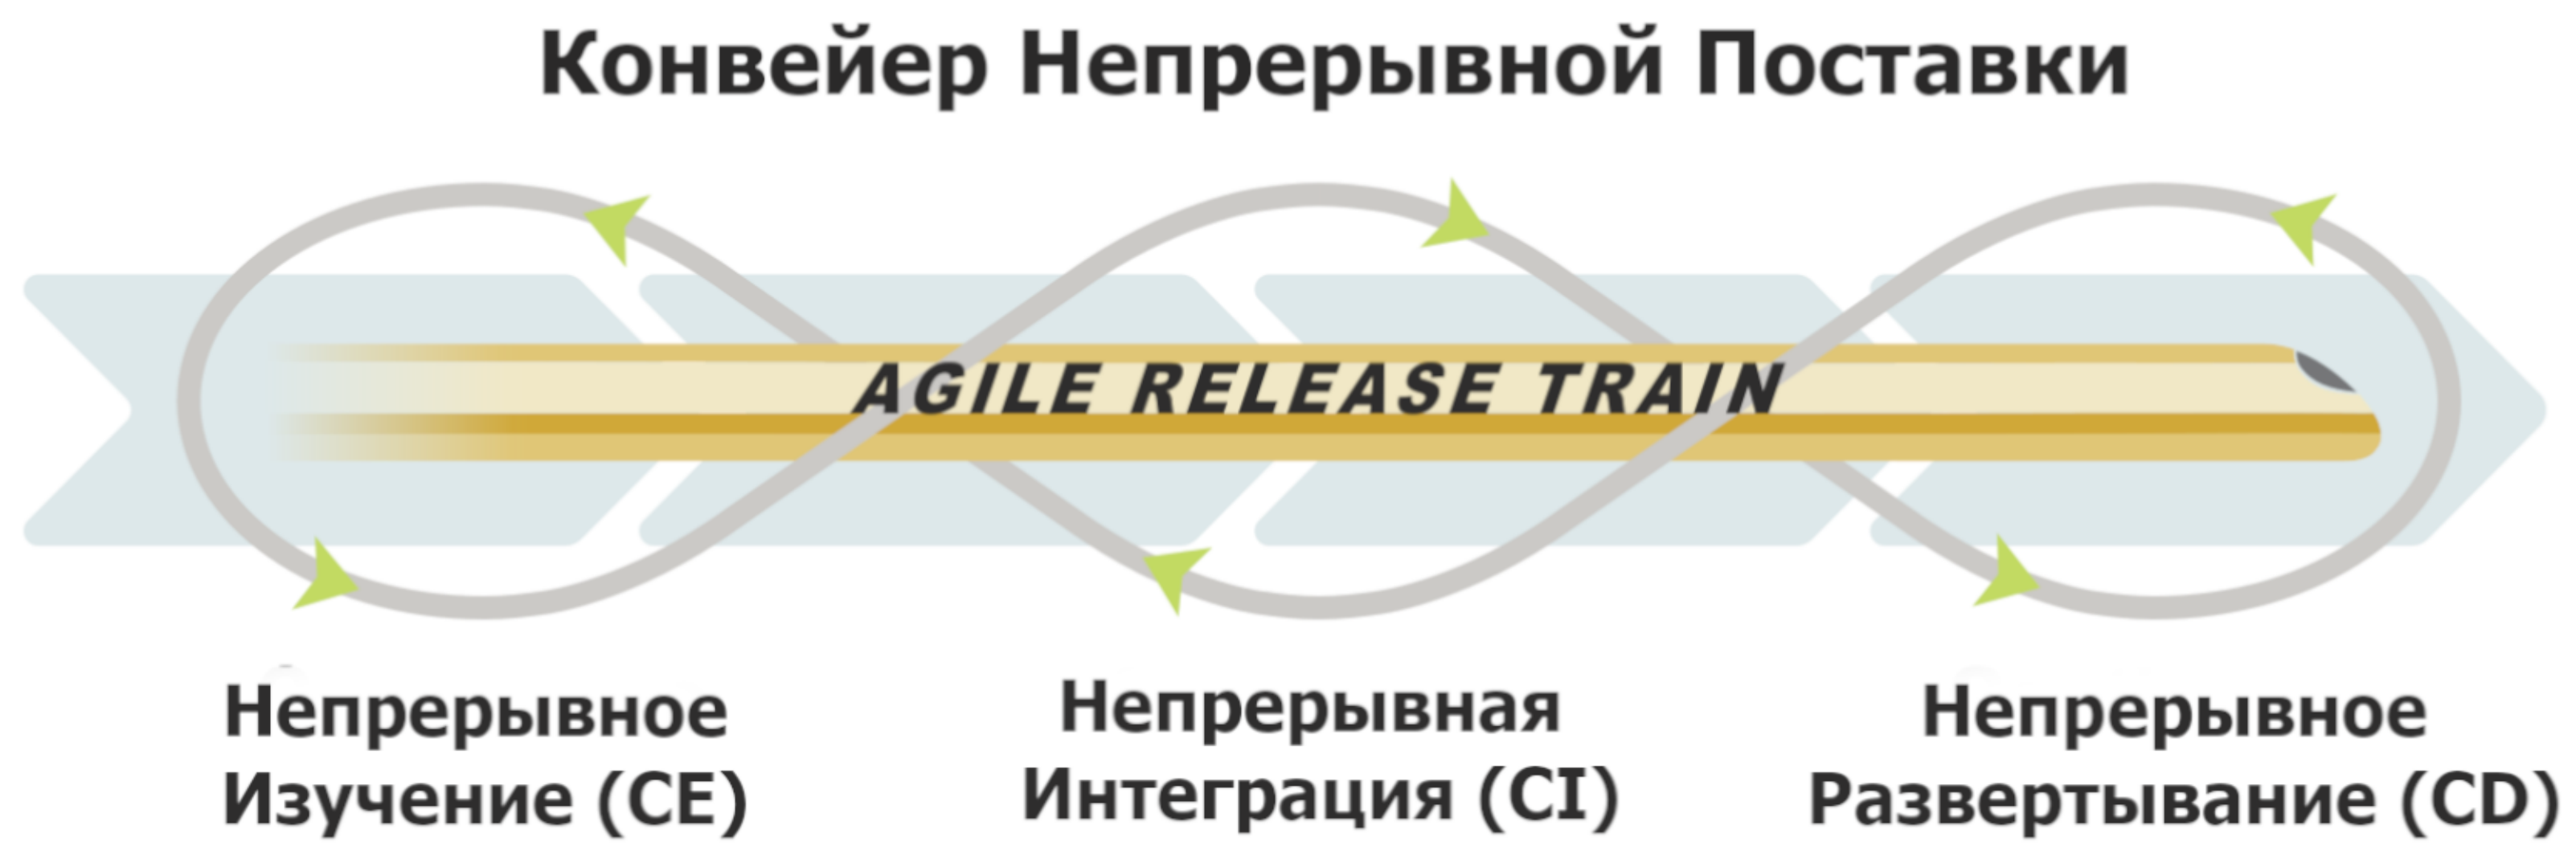 Конвейер Непрерывной Поставки
AGILE RELEASE TRAIN
Непрерывное
Изучение (CE)
Непрерывная
Интеграция (CI)
Непрерывное
Развертывание (CD)